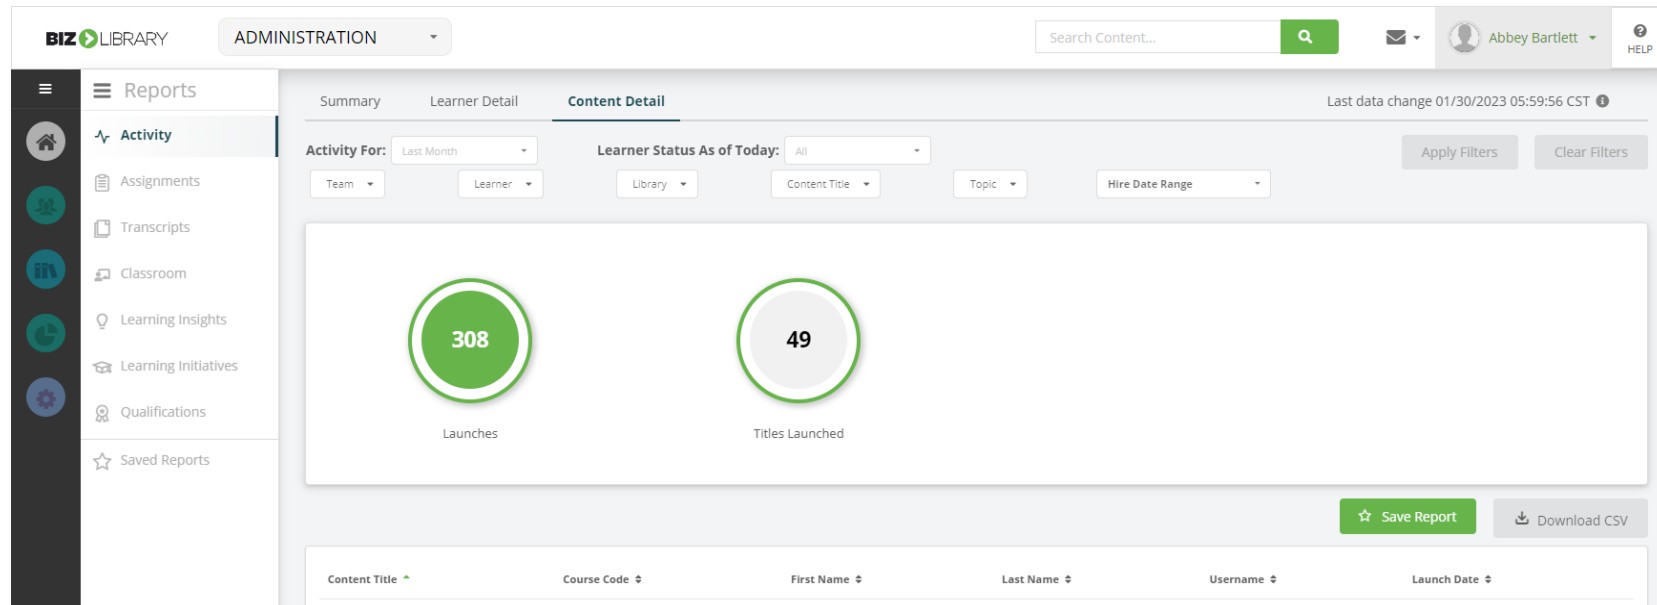 BIZ LIBRARY
ADMINISTRATION
Search Content...
Abbey Bartlett
HELP
Reports
Activity
Assignments
Transcripts
Classroom
Learning Insights
Learning Initiatives
Qualifications
Saved Reports
Summary Learner Detail Content Detail
Last data change 01/30/2023 05:59:56 CST
Activity For: Last Month Learner Status As of Today: All
Apply Filters Clear Filters
Team Learner Library Content Title Topic Hire Date Range
308 49
Launches Titles Launched
Save Report Download CSV
Content Title Course Code First Name Last Name Username Launch Date